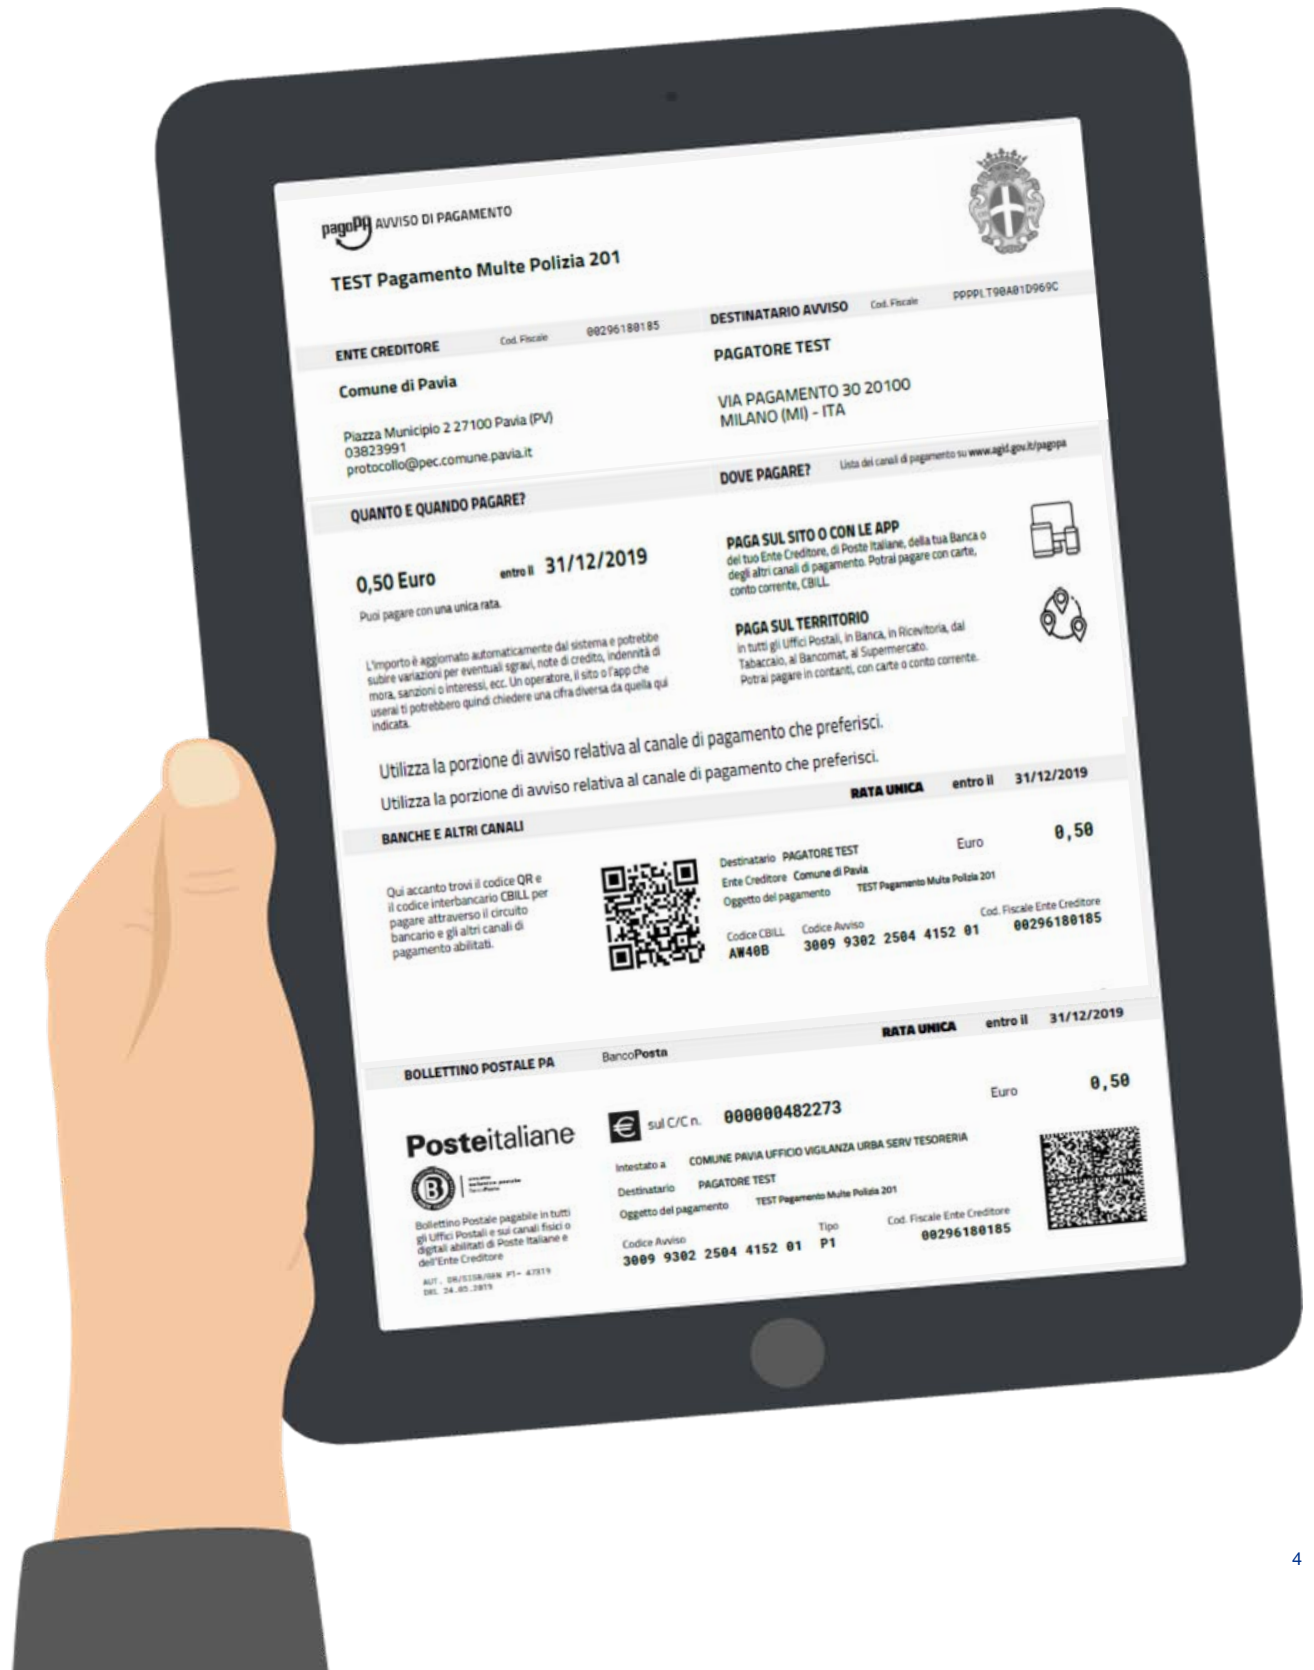 pagoPA AVVISO DI PAGAMENTO
TEST Pagamento Multe Polizia 201
ENTE CREDITORE Cod. Fiscale 00296180185
DESTINATARIO AVVISO Cod. Fiscale PPPPLT90A01D969C
Comune di Pavia
Piazza Municipio 2 27100 Pavia (PV)
03823991
protocollo@pec.comune.pavia.it
PAGATORE TEST
VIA PAGAMENTO 30 20100
MILANO (MI) - ITA
QUANTO E QUANDO PAGARE?
0,50 Euro entro il 31/12/2019
Puoi pagare con una unica rata.
L'importo è aggiornato automaticamente dal sistema e potrebbe
subire variazioni per eventuali sgravi, note di credito, indennità di
mora, sanzioni o interessi, ecc. Un operatore, il sito o l'app che
userai ti potrebbero quindi chiedere una cifra diversa da quella qui
indicata.
DOVE PAGARE? Lista dei canali di pagamento su www.agid.gov.it/pagopa
PAGA SUL SITO O CON LE APP
del tuo Ente Creditore, di Poste Italiane, della tua Banca o
degli altri canali di pagamento. Potrai pagare con carte,
conto corrente, CBILL.
PAGA SUL TERRITORIO
in tutti gli Uffici Postali, in Banca, in Ricevitoria, dal
Tabaccaio, al Bancomat, al Supermercato.
Potrai pagare in contanti, con carte o conto corrente.
Utilizza la porzione di avviso relativa al canale di pagamento che preferisci.
Utilizza la porzione di avviso relativa al canale di pagamento che preferisci.
BANCHE E ALTRI CANALI RATA UNICA entro il 31/12/2019
Qui accanto trovi il codice QR e
il codice interbancario CBILL per
pagare attraverso il circuito
bancario e gli altri canali di
pagamento abilitati.
Destinatario PAGATORE TEST Euro 0,50
Ente Creditore Comune di Pavia
Oggetto del pagamento TEST Pagamento Multe Polizia 201
Codice CBILL Codice Avviso Cod. Fiscale Ente Creditore
AW40B 3009 9302 2504 4152 01 00296180185
BOLLETTINO POSTALE PA BancoPosta RATA UNICA entro il 31/12/2019
Posteitaliane
€ sul C/C n. 000000482273 Euro 0,50
Intestato a COMUNE PAVIA UFFICIO VIGILANZA URBA SERV TESORERIA
Destinatario PAGATORE TEST
Oggetto del pagamento TEST Pagamento Multe Polizia 201
Codice Avviso Tipo Cod. Fiscale Ente Creditore
3009 9302 2504 4152 01 P1 00296180185
B
Bollettino Postale pagabile in tutti
gli Uffici Postali e sui canali fisici o
digitali abilitati di Poste Italiane e
dell'Ente Creditore
DEL 24.05.2019
4